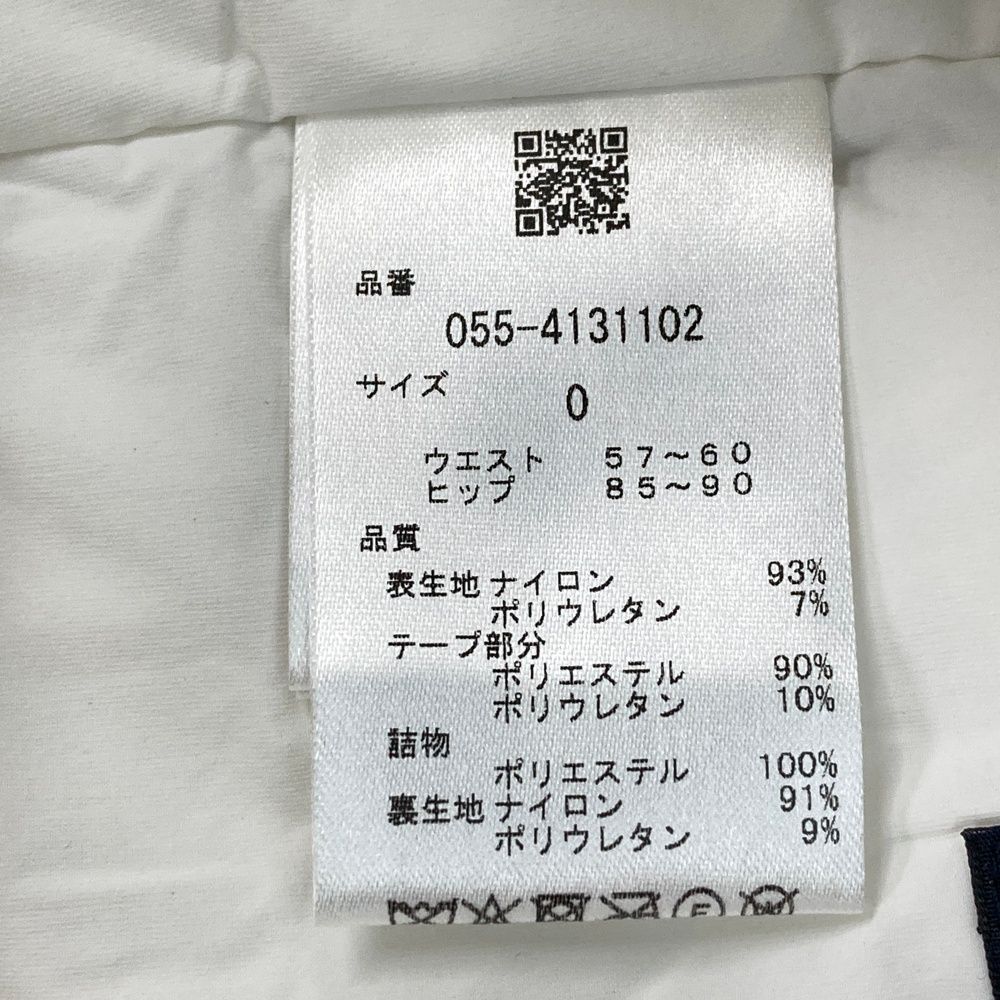 品番
055-4131102
サイズ
0
ウエスト 57～60
ヒップ 85～90
品質
表生地 ナイロン 93%
ポリウレタン 7%
テープ部分
ポリエステル 90%
ポリウレタン 10%
詰物
ポリエステル 100%
裏生地 ナイロン 91%
ポリウレタン 9%
F
W